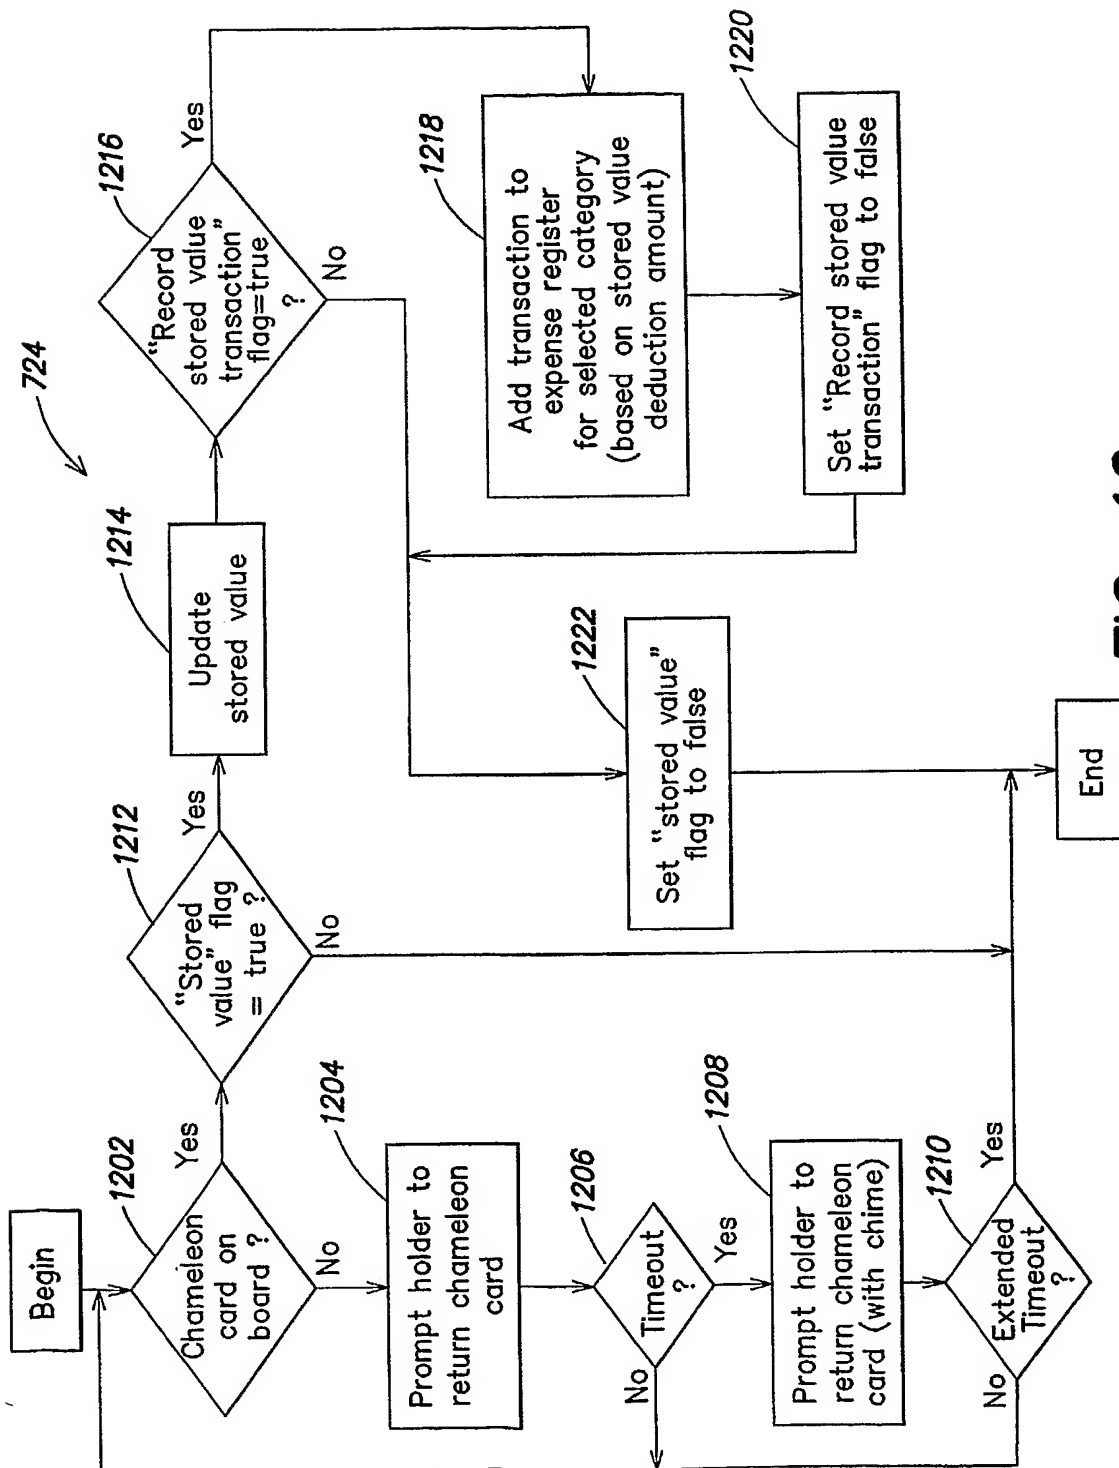 724
Begin
1202
Chameleon
card on
board ?
Yes
No
1204
Prompt holder to
return chameleon
card
1206
Timeout
?
No
Yes
1208
Prompt holder to
return chameleon
card (with chime)
1210
Extended
Timeout
?
No
Yes
1212
“Stored
value” flag
= true ?
Yes
No
1214
Update
stored value
1216
“Record
stored value
transaction”
flag=true
?
Yes
No
1218
Add transaction to
expense register
for selected category
(based on stored value
deduction amount)
1220
Set “Record stored value
transaction” flag to false
1222
Set “stored value”
flag to false
End